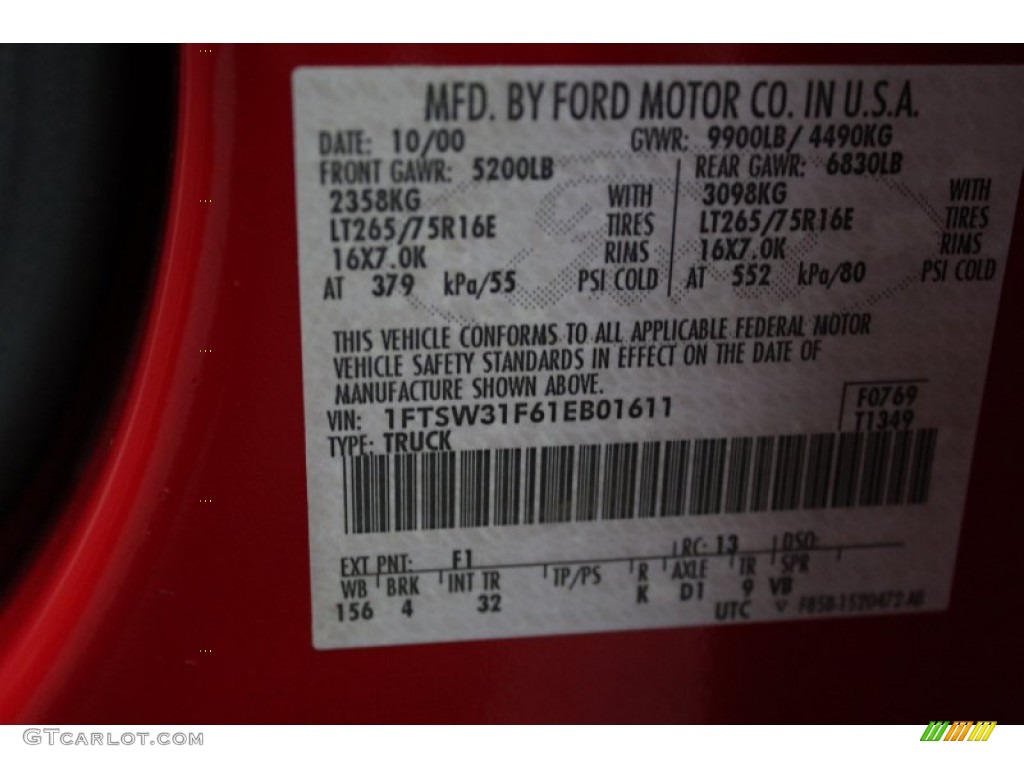 MFD. BY FORD MOTOR CO. IN U.S.A.
DATE: 10/00 GVWR: 9900LB/ 4490KG
FRONT GAWR: 5200LB REAR GAWR: 6830LB
2358KG WITH 3098KG WITH
LT265/75R16E TIRES LT265/75R16E TIRES
16X7.0K RIMS 16X7.0K RIMS
AT 379 kPa/55 PSI COLD AT 552 kPa/80 PSI COLD
THIS VEHICLE CONFORMS TO ALL APPLICABLE FEDERAL MOTOR
VEHICLE SAFETY STANDARDS IN EFFECT ON THE DATE OF
MANUFACTURE SHOWN ABOVE.
VIN: 1FTSW31F61EB01611 F0769
TYPE: TRUCK T1349
EXT PNT: F1 RC: 13 DSO:
WB BRK INT TR TP/PS R AXLE TR SPR
156 4 32 K D1 9 VB
UTC F85B-1520472-AB
GTCARLOT.COM